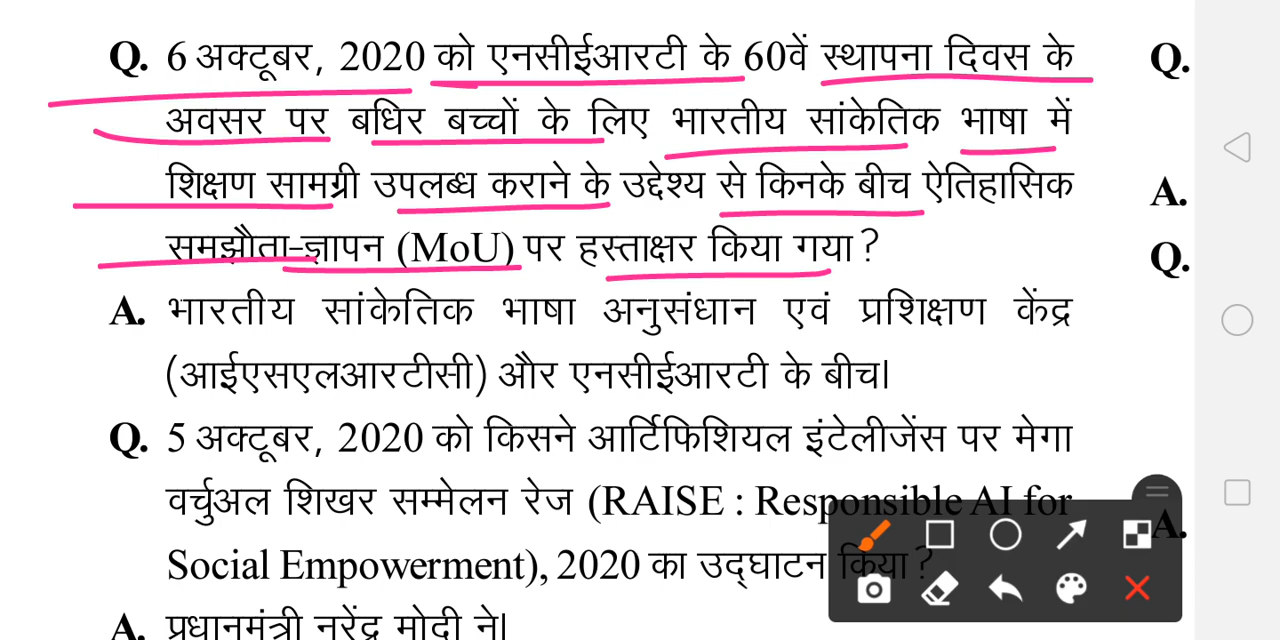 Q. 6 अक्टूबर, 2020 को एनसीईआरटी के 60वें स्थापना दिवस के
अवसर पर बधिर बच्चों के लिए भारतीय सांकेतिक भाषा में
शिक्षण सामग्री उपलब्ध कराने के उद्देश्य से किनके बीच ऐतिहासिक
समझौता-ज्ञापन (MoU) पर हस्ताक्षर किया गया?
A. भारतीय सांकेतिक भाषा अनुसंधान एवं प्रशिक्षण केंद्र
(आईएसएलआरटीसी) और एनसीईआरटी के बीच।
Q. 5 अक्टूबर, 2020 को किसने आर्टिफिशियल इंटेलीजेंस पर मेगा
वर्चुअल शिखर सम्मेलन रेज (RAISE : Responsible AI for
Social Empowerment), 2020 का उद्घाटन किया?
A. प्रधानमंत्री नरेंद्र मोदी ने।
Q.
A.
Q.
A.